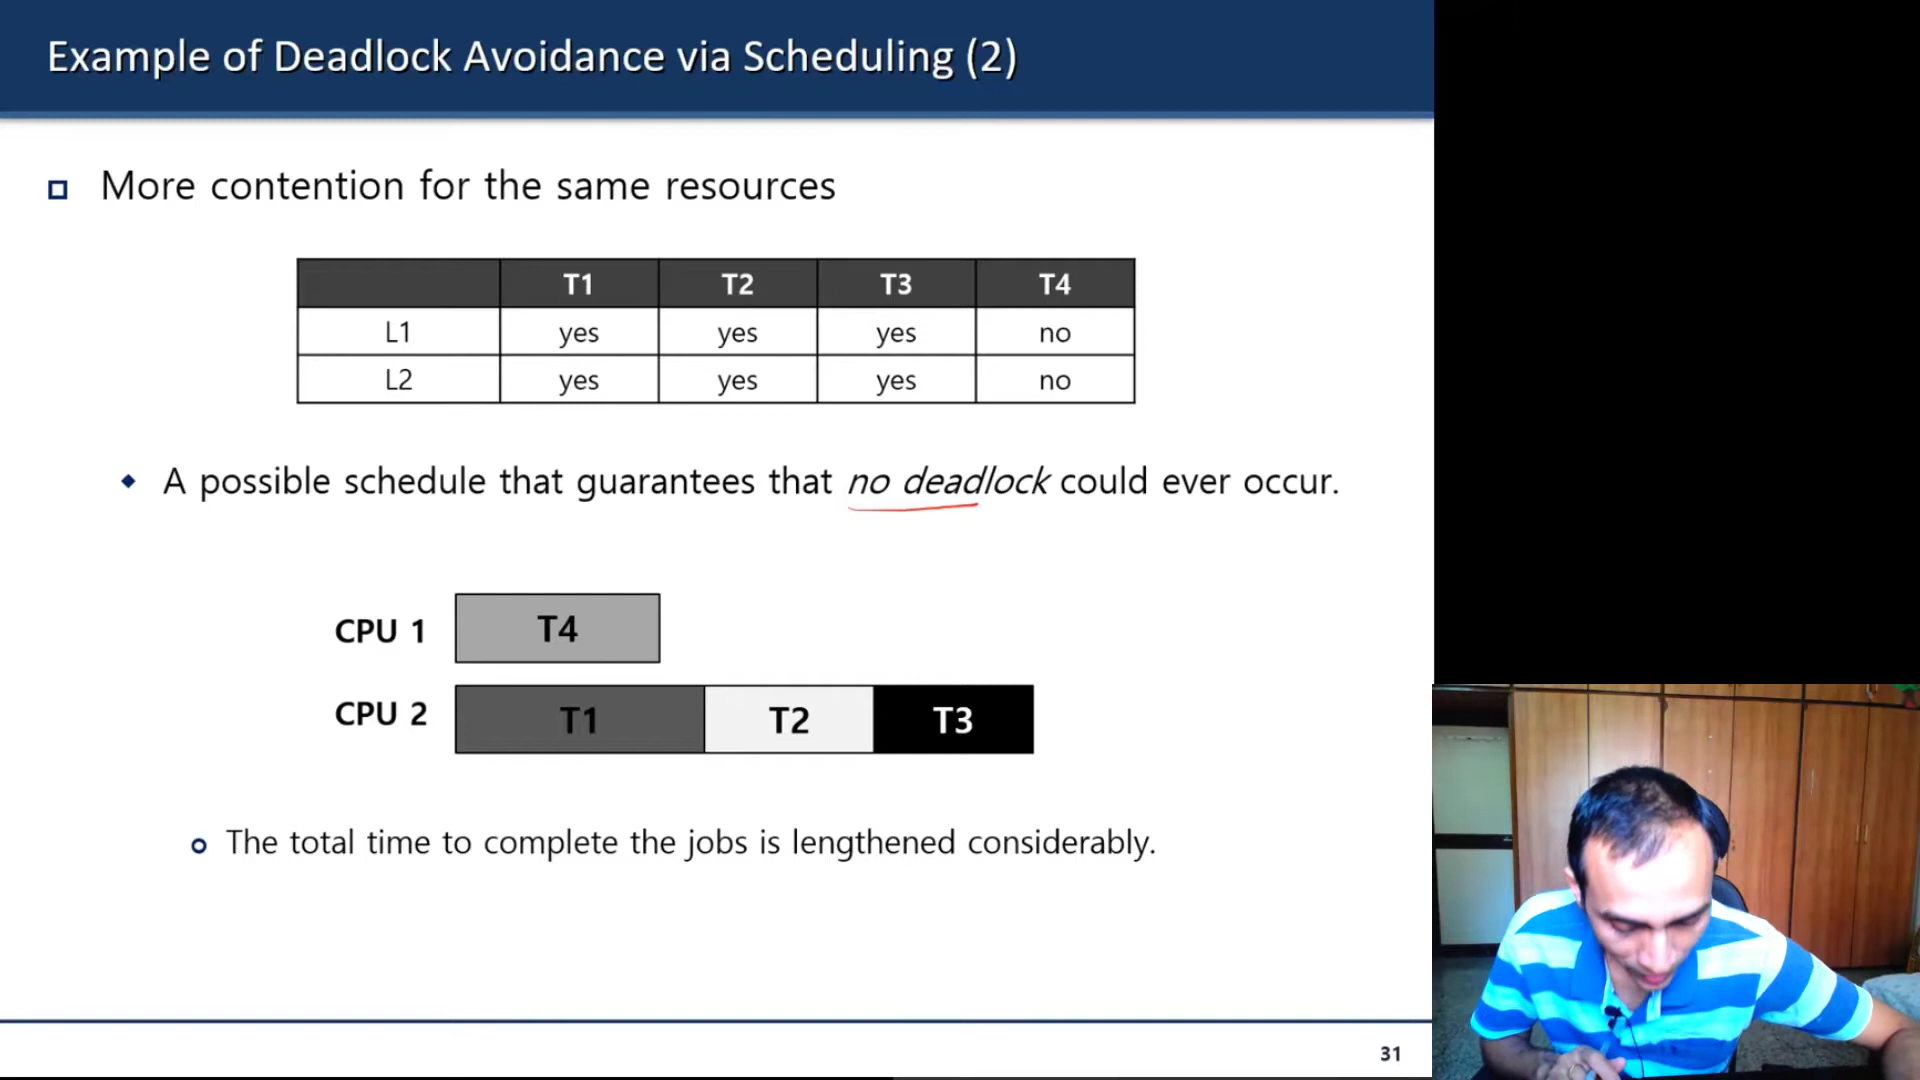 Example of Deadlock Avoidance via Scheduling (2)
More contention for the same resources
T1 T2 T3 T4
L1 yes yes yes no
L2 yes yes yes no
A possible schedule that guarantees that no deadlock could ever occur.
CPU 1 T4
CPU 2 T1 T2 T3
The total time to complete the jobs is lengthened considerably.
31